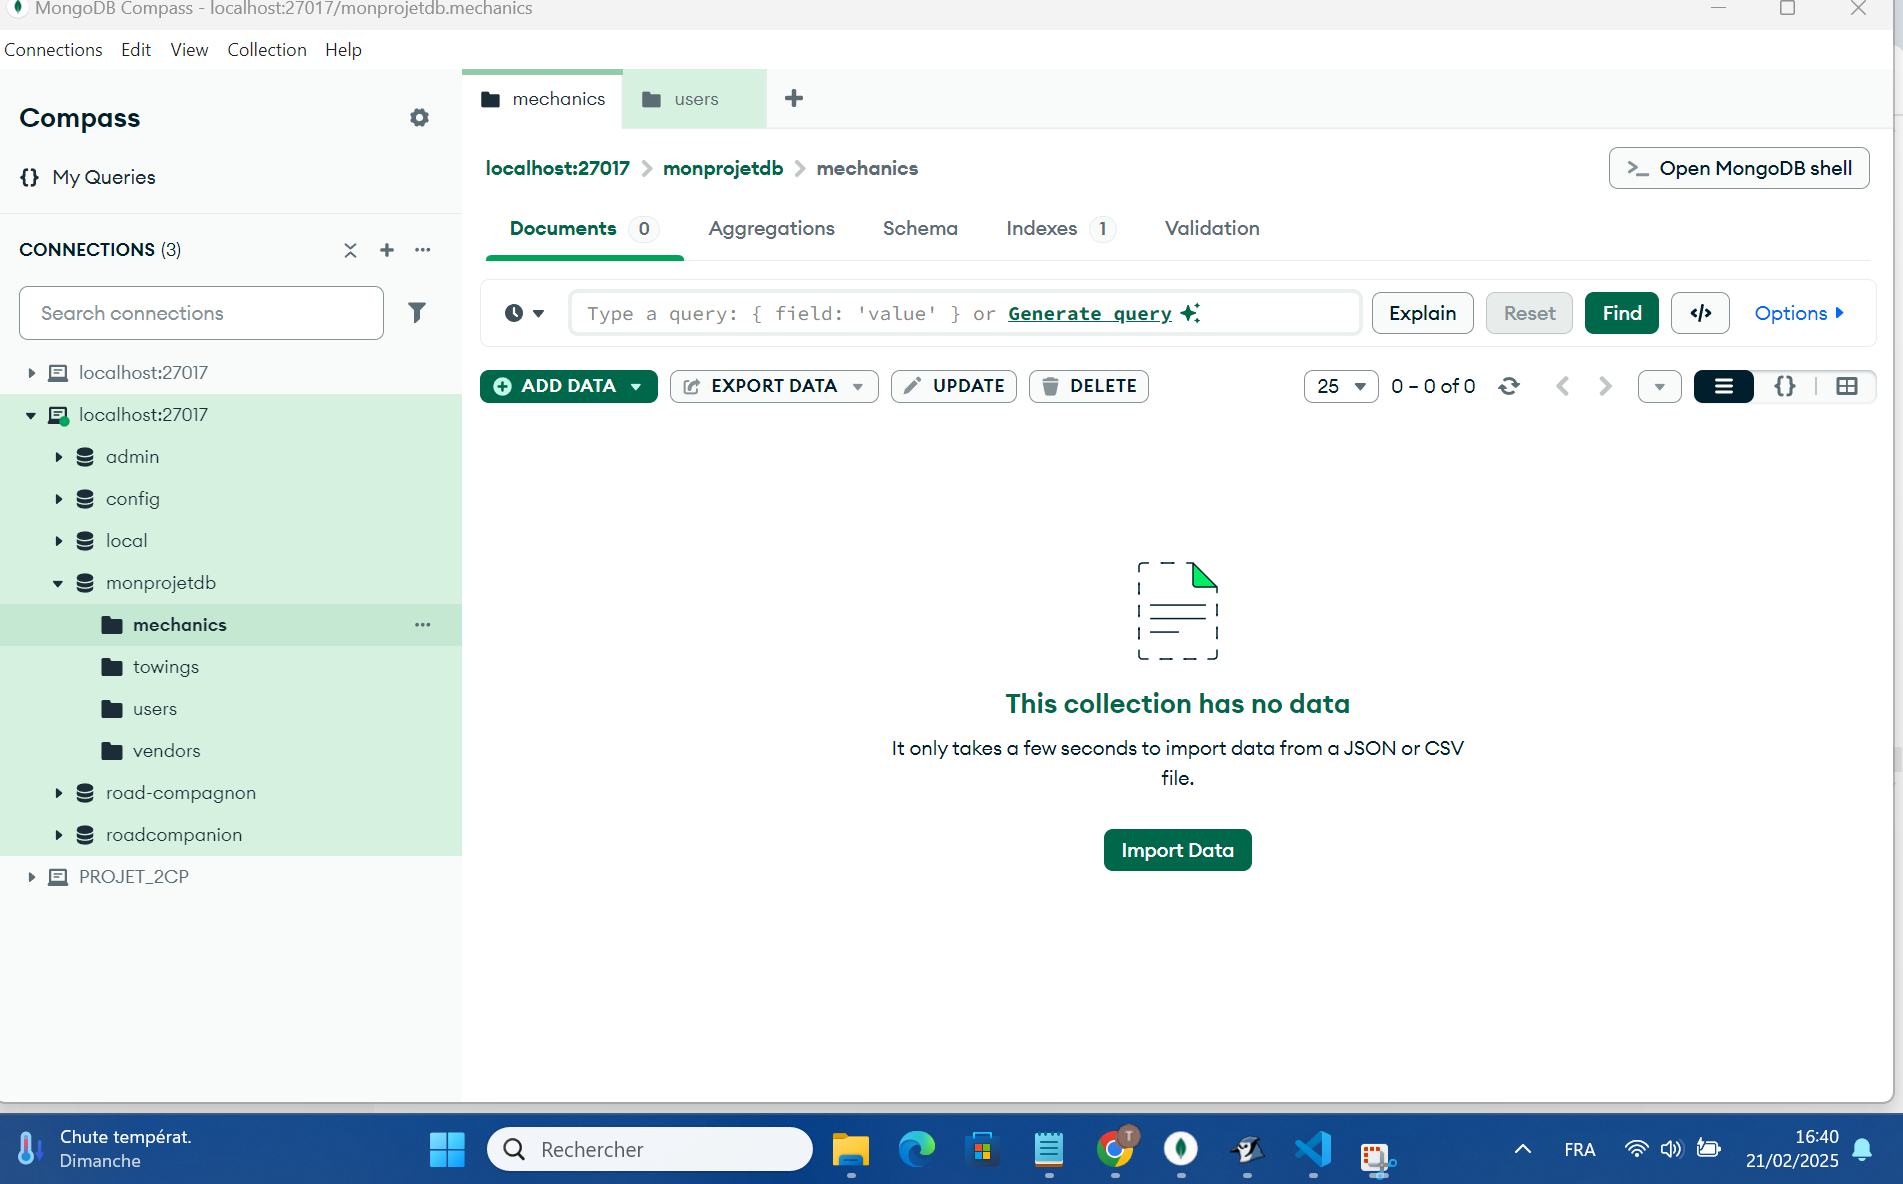 MongoDB Compass - localhost:27017/monprojetdb.mechanics
Connections Edit View Collection Help
Compass
My Queries
CONNECTIONS (3)
Search connections
localhost:27017
localhost:27017
admin
config
local
monprojetdb
mechanics
towings
users
vendors
road-compagnon
roadcompanion
PROJET_2CP
mechanics users
localhost:27017 > monprojetdb > mechanics
>_ Open MongoDB shell
Documents 0 Aggregations Schema Indexes 1 Validation
Type a query: { field: 'value' } or Generate query
Explain Reset Find </> Options
ADD DATA EXPORT DATA UPDATE DELETE
25 0 – 0 of 0
This collection has no data
It only takes a few seconds to import data from a JSON or CSV
file.
Import Data
Chute températ.
Dimanche
Rechercher
T
FRA
16:40
21/02/2025